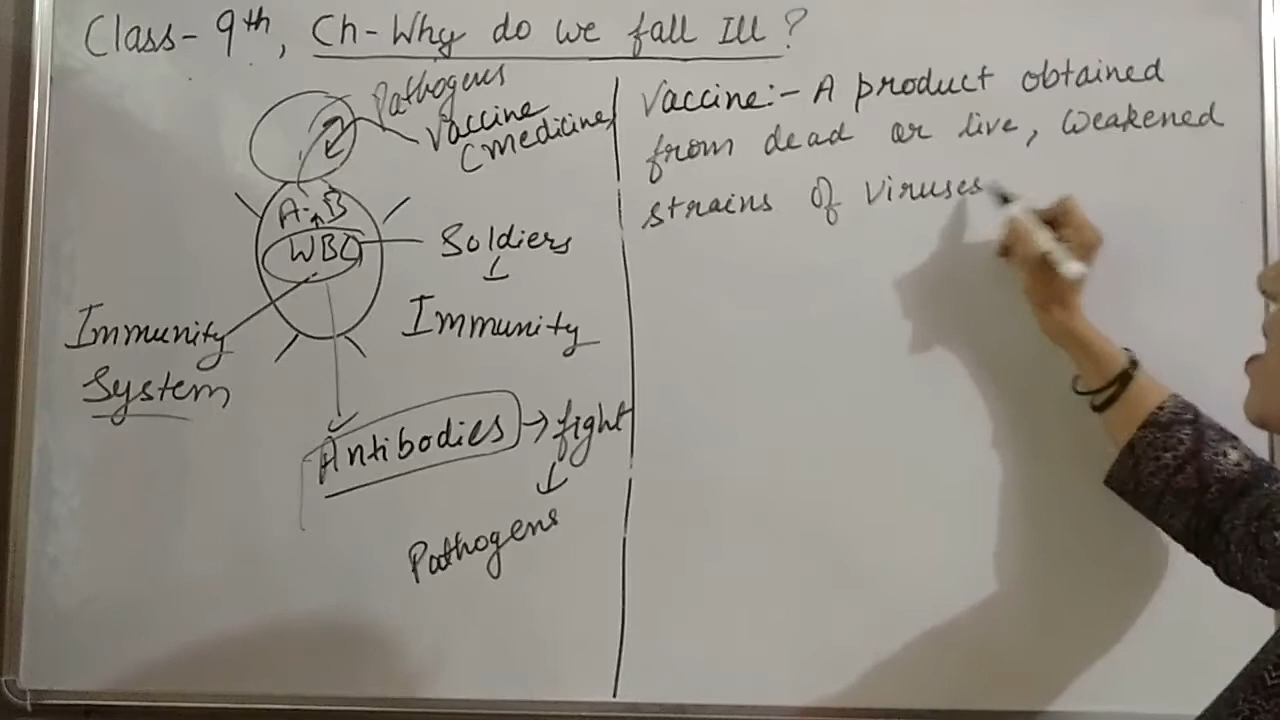 Class - 9th, Ch - Why do we fall Ill ?
Pathogens
Vaccine
(Medicine)
A.B
WBC
Soldiers
Immunity
Immunity
System
Antibodies → fight
Pathogens
Vaccine:- A product obtained
from dead or live, weakened
strains of viruses